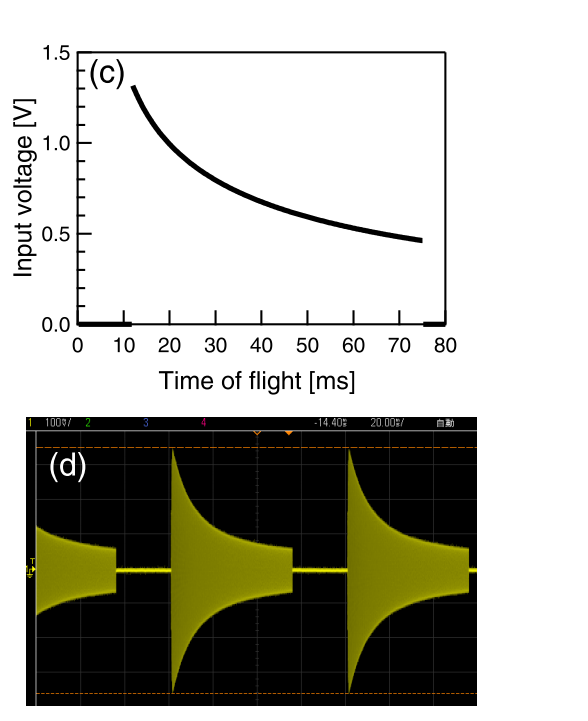 (c)
1.5
1.0
0.5
0.0
Input voltage [V]
0 10 20 30 40 50 60 70 80
Time of flight [ms]
1 100V/ 2 3 4 -14.40 20.00 自動
(d)
T